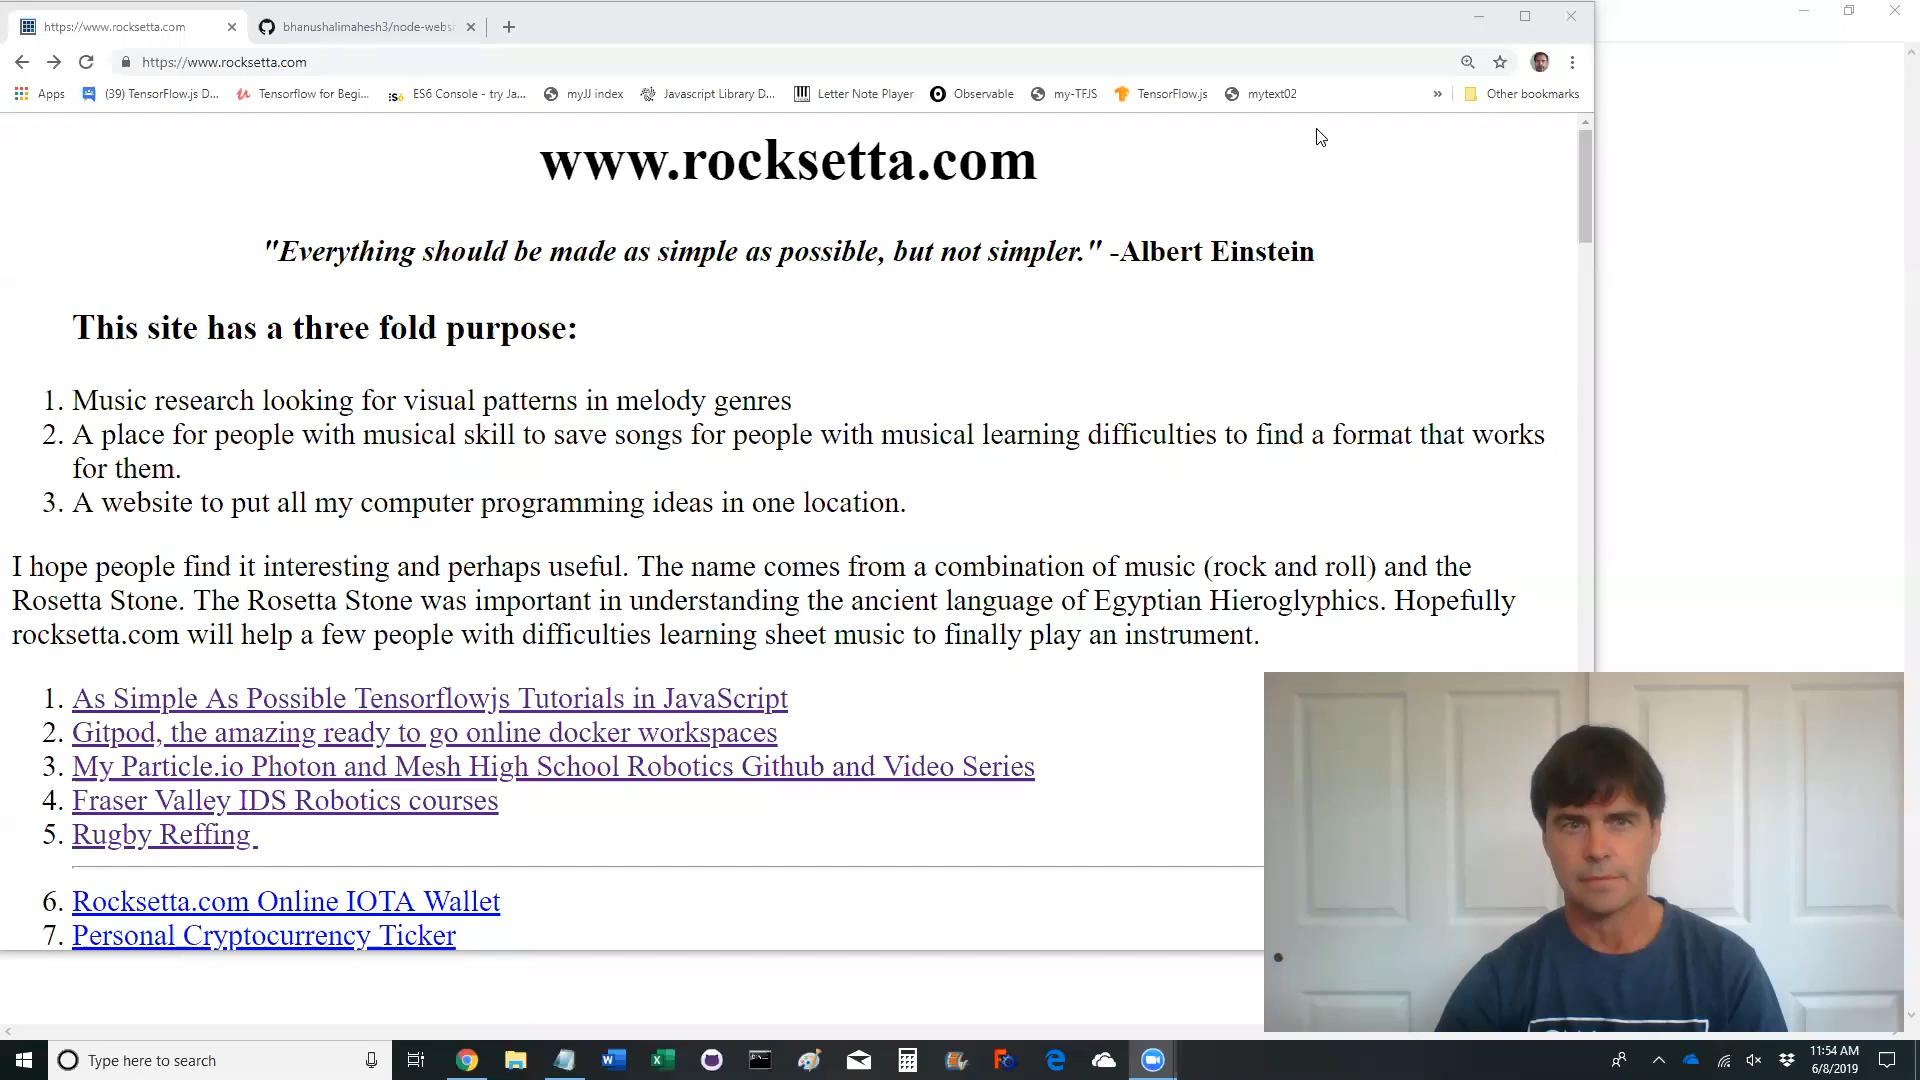 https://www.rocksetta.com
bhanushalimahesh3/node-webs
https://www.rocksetta.com
Apps
(39) TensorFlow.js D...
Tensorflow for Begi...
ES6 Console - try Ja...
myJJ index
Javascript Library D...
Letter Note Player
Observable
my-TFJS
TensorFlow.js
mytext02
»
Other bookmarks
www.rocksetta.com
"Everything should be made as simple as possible, but not simpler." -Albert Einstein
This site has a three fold purpose:
1. Music research looking for visual patterns in melody genres
2. A place for people with musical skill to save songs for people with musical learning difficulties to find a format that works
for them.
3. A website to put all my computer programming ideas in one location.
I hope people find it interesting and perhaps useful. The name comes from a combination of music (rock and roll) and the
Rosetta Stone. The Rosetta Stone was important in understanding the ancient language of Egyptian Hieroglyphics. Hopefully
rocksetta.com will help a few people with difficulties learning sheet music to finally play an instrument.
1. As Simple As Possible Tensorflowjs Tutorials in JavaScript
2. Gitpod, the amazing ready to go online docker workspaces
3. My Particle.io Photon and Mesh High School Robotics Github and Video Series
4. Fraser Valley IDS Robotics courses
5. Rugby Reffing
6. Rocksetta.com Online IOTA Wallet
7. Personal Cryptocurrency Ticker
Type here to search
11:54 AM
6/8/2019